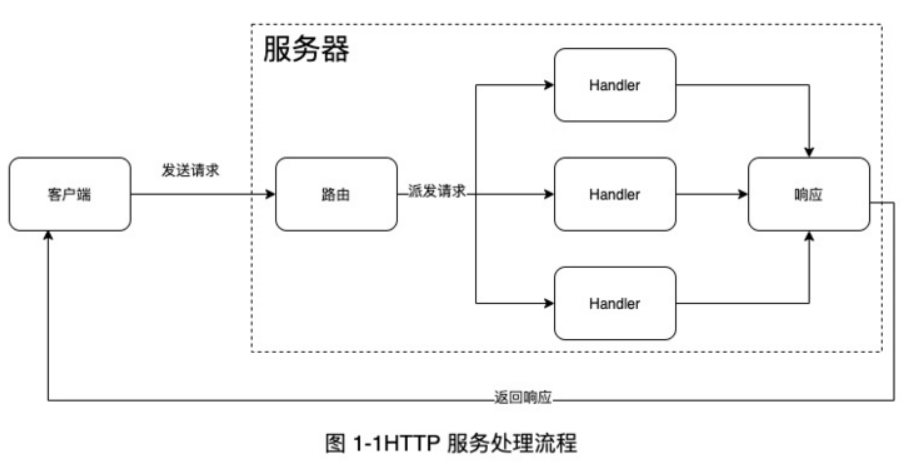 服务器
Handler
发送请求
客户端
路由
派发请求
Handler
响应
Handler
返回响应
图 1-1HTTP 服务处理流程